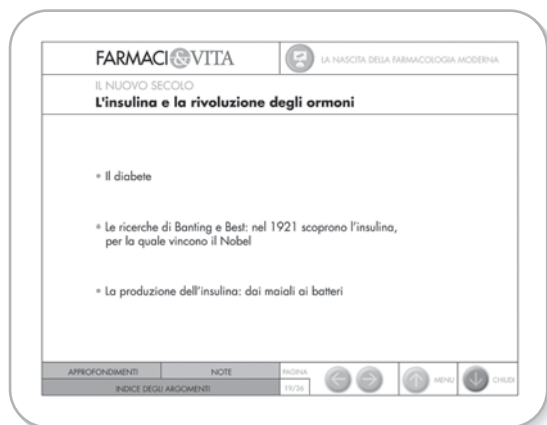 FARMACI&VITA
LA NASCITA DELLA FARMACOLOGIA MODERNA
IL NUOVO SECOLO
L'insulina e la rivoluzione degli ormoni
• Il diabete
• Le ricerche di Banting e Best: nel 1921 scoprono l'insulina,
per la quale vincono il Nobel
• La produzione dell'insulina: dai maiali ai batteri
APPROFONDIMENTI
NOTE
PAGINA
MENU
CHIUDI
INDICE DEGLI ARGOMENTI
19/36